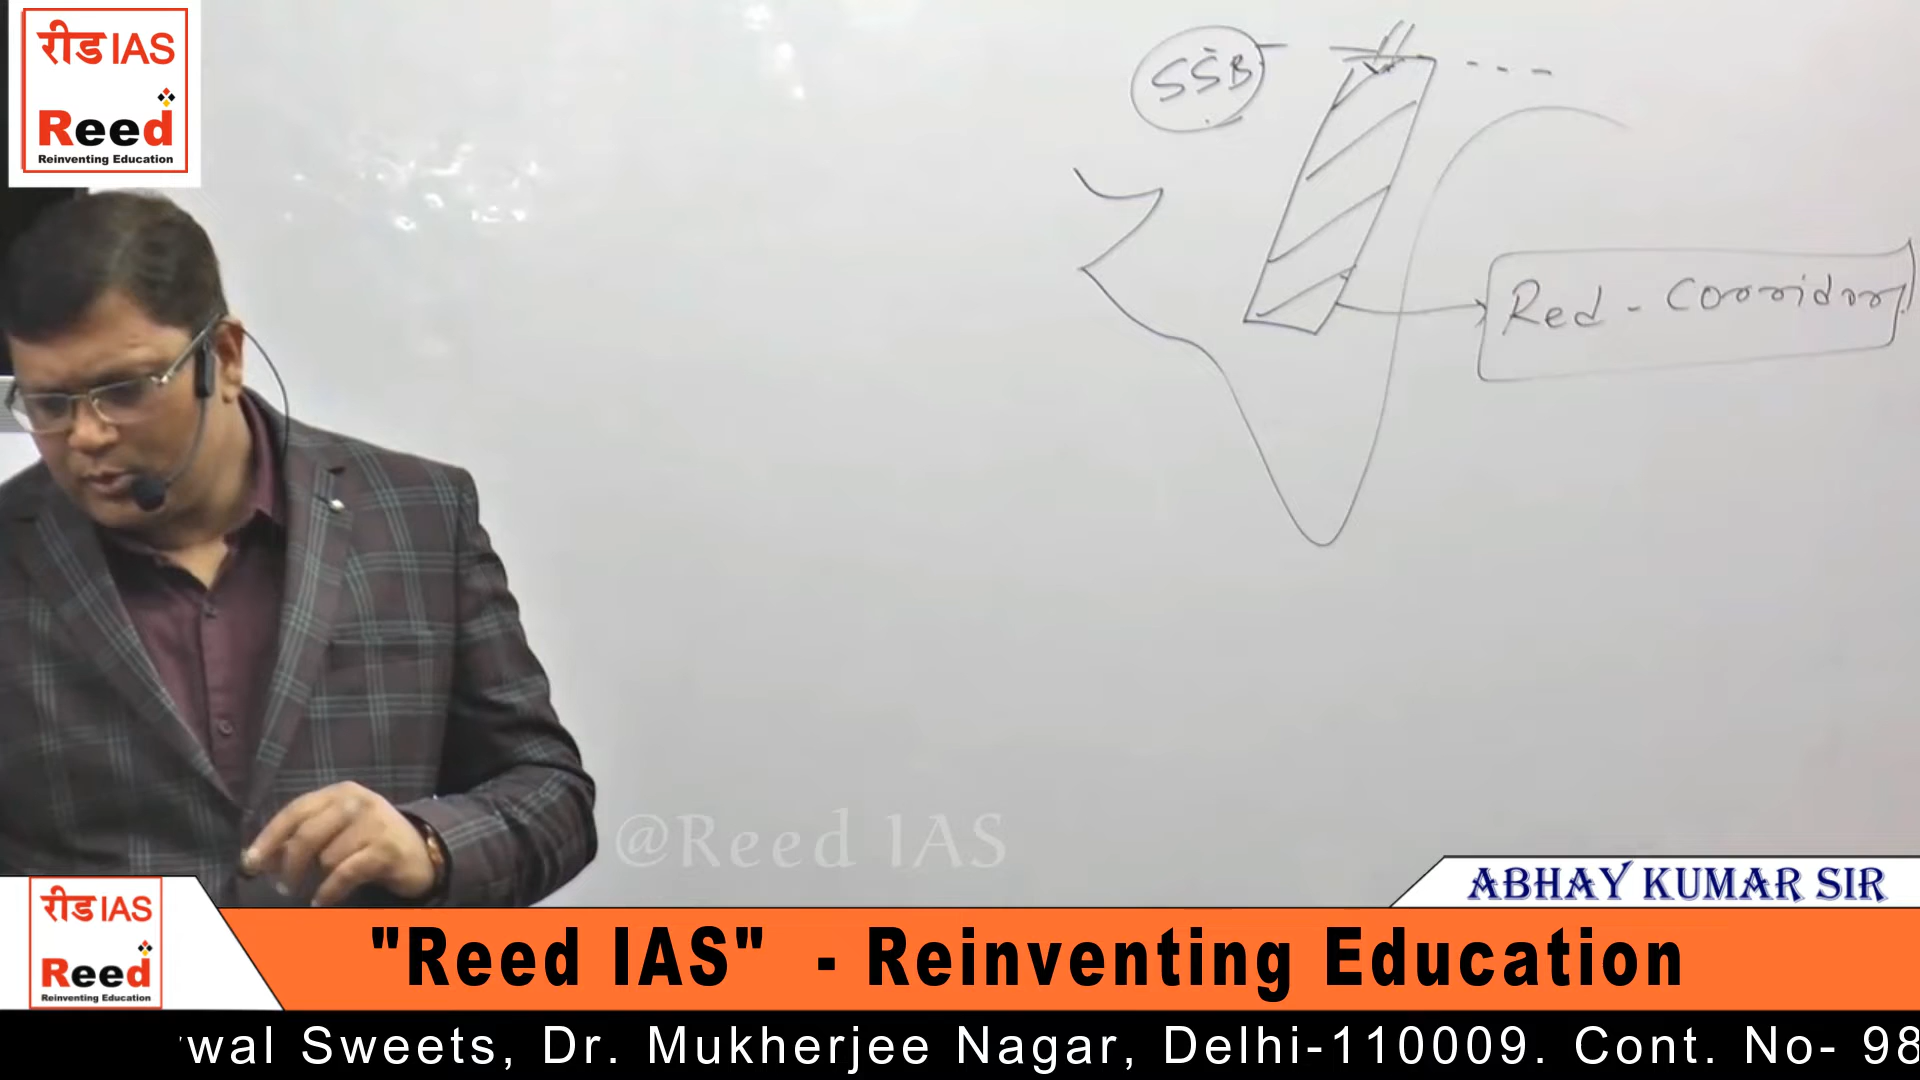 रीड IAS
Reed
Reinventing Education
SSB
Red - Corridor
@Reed IAS
ABHAY KUMAR SIR
रीड IAS
Reed
Reinventing Education
"Reed IAS" - Reinventing Education
wal Sweets, Dr. Mukherjee Nagar, Delhi-110009. Cont. No- 98